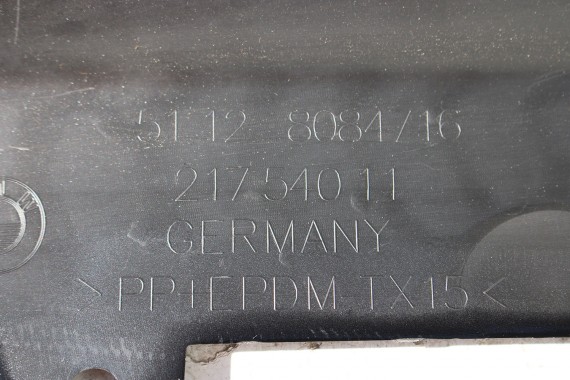 51.12 8084716
217 540 11
GERMANY
>PP+EPDM-TX15<